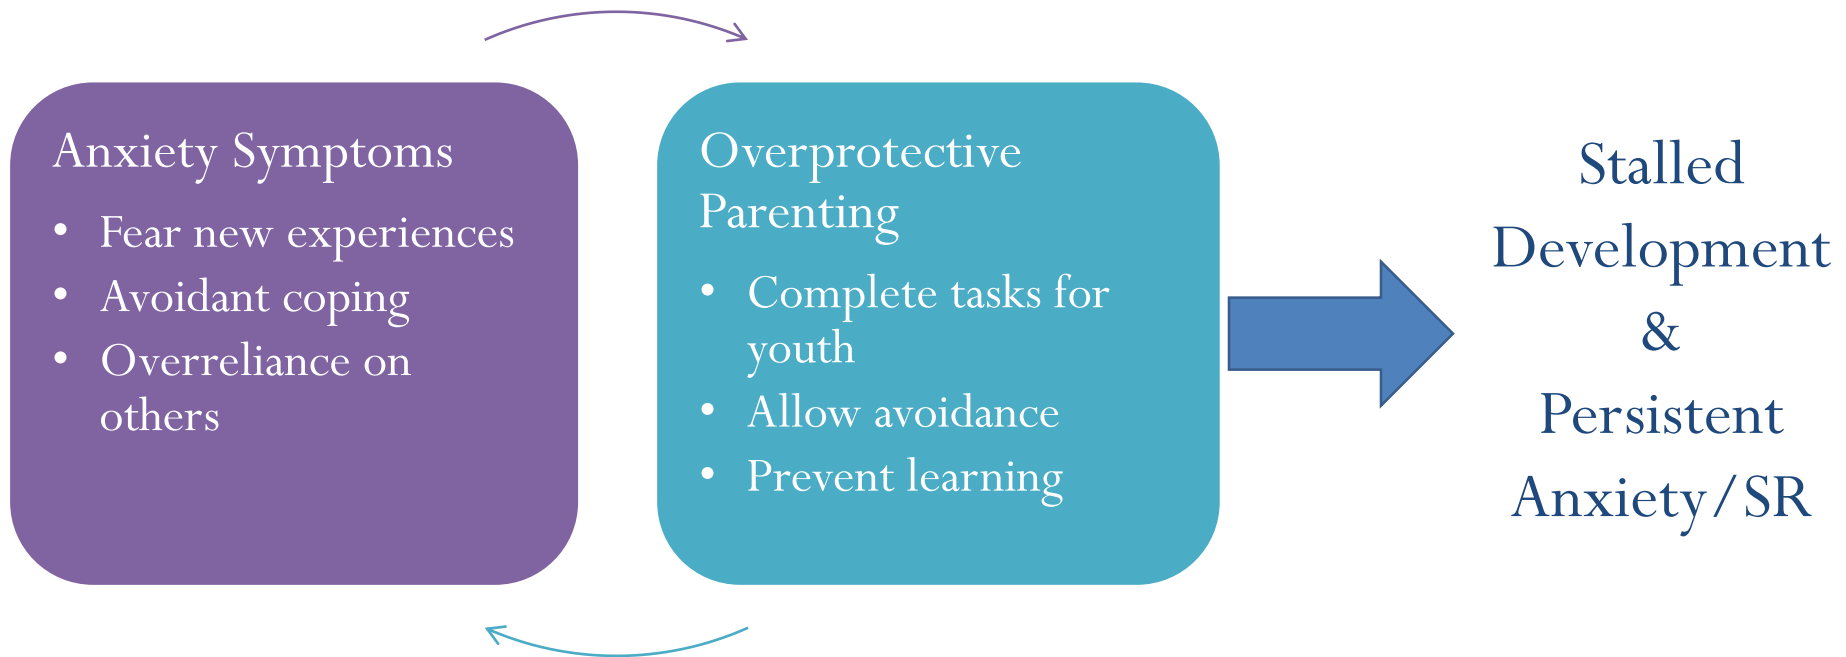 Anxiety Symptoms
• Fear new experiences
• Avoidant coping
• Overreliance on
others
Overprotective
Parenting
• Complete tasks for
youth
• Allow avoidance
• Prevent learning
Stalled
Development
&
Persistent
Anxiety/SR